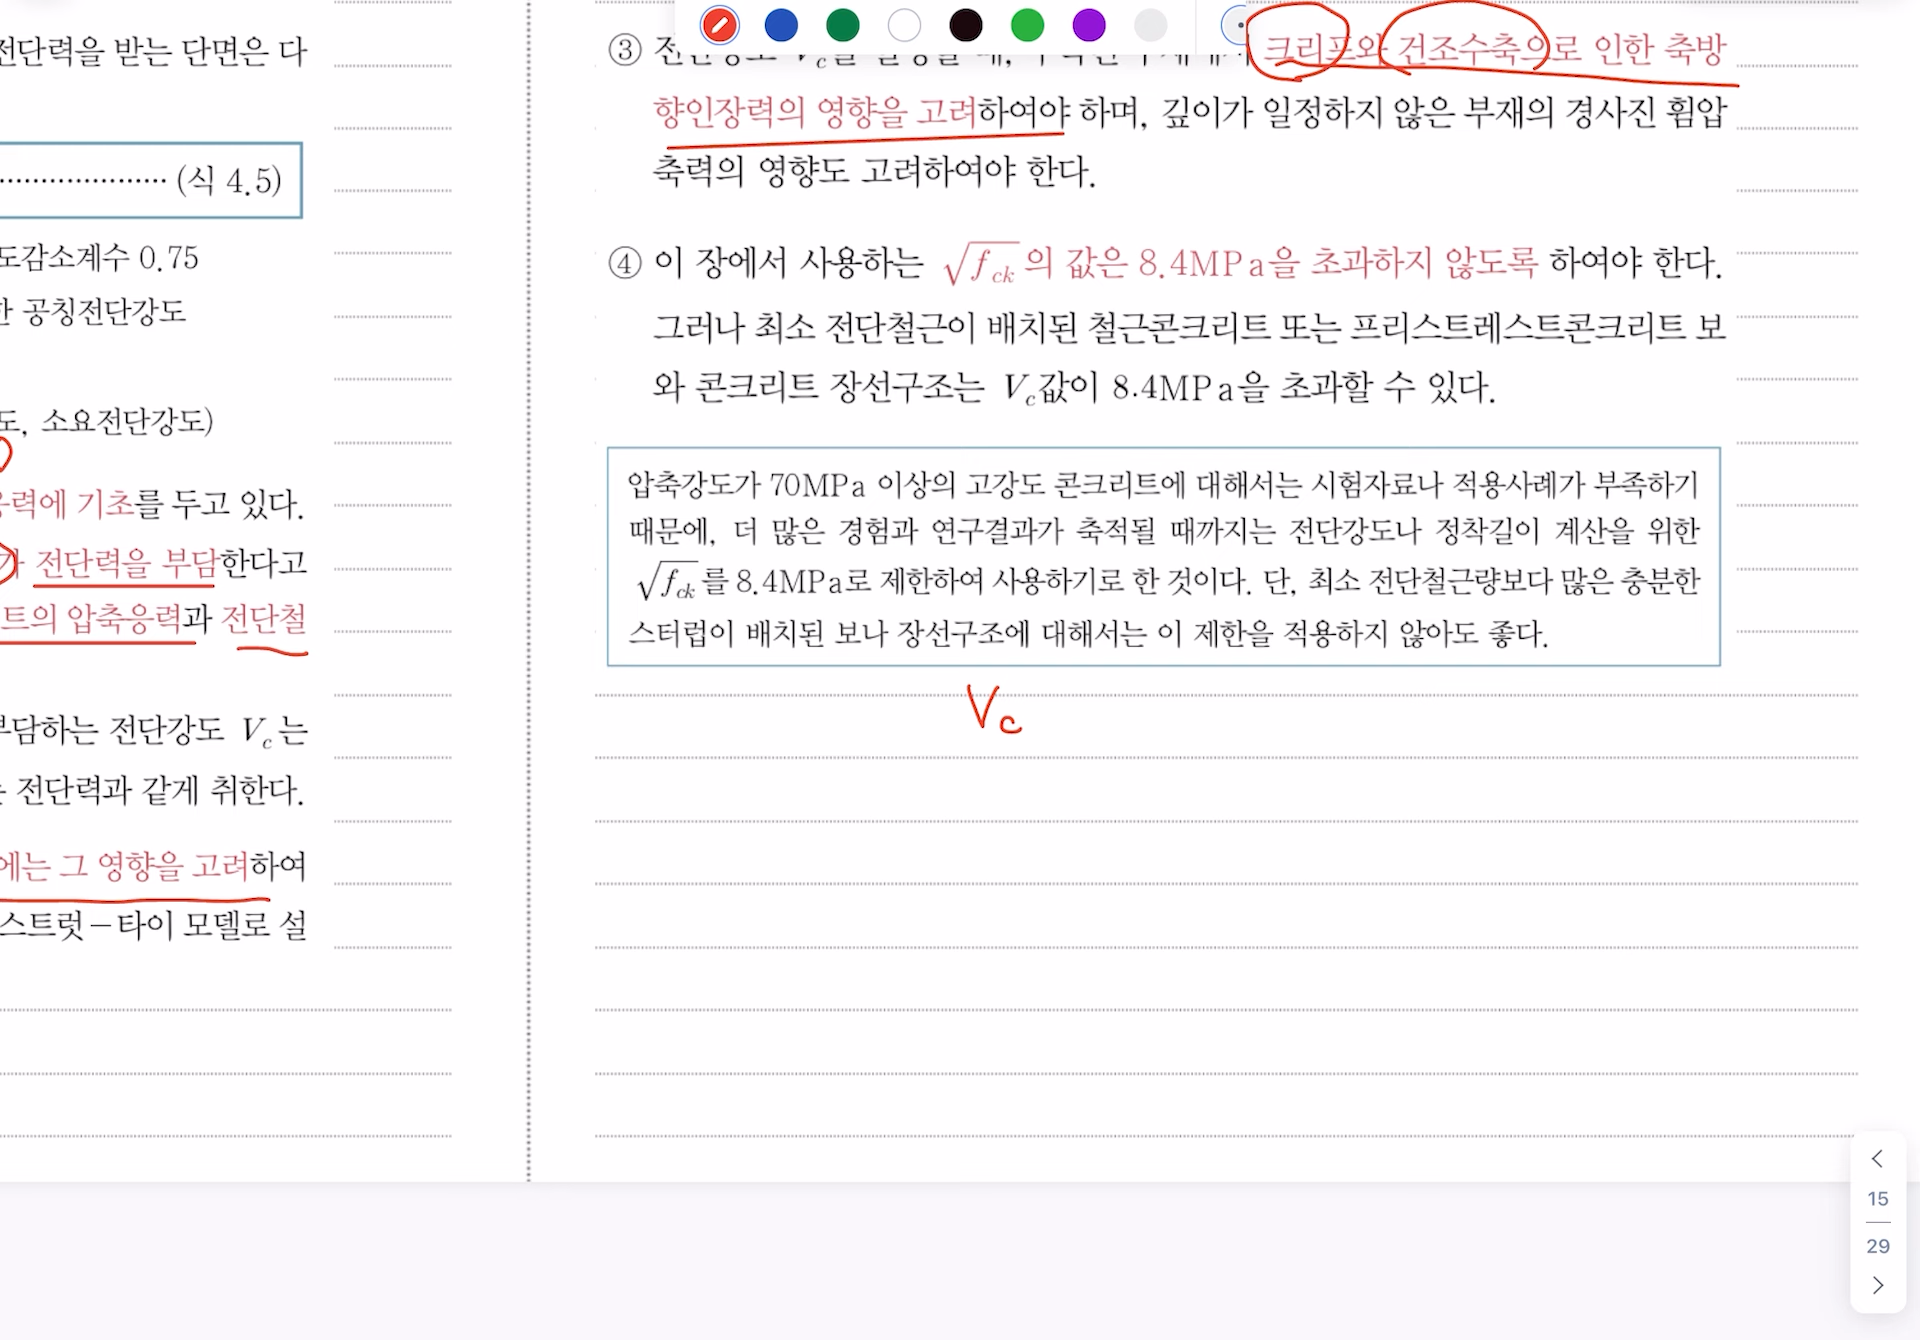 전단력을 받는 단면은 다
(식 4.5)
도감소계수 0.75
한 공칭전단강도
도, 소요전단강도)
응력에 기초를 두고 있다.
가 전단력을 부담한다고
트의 압축응력과 전단철
부담하는 전단강도 Vc는
는 전단력과 같게 취한다.
에는 그 영향을 고려하여
스트럿－타이 모델로 설
③ 크리프와 건조수축으로 인한 축방
향인장력의 영향을 고려하여야 하며, 깊이가 일정하지 않은 부재의 경사진 휨압
축력의 영향도 고려하여야 한다.
④ 이 장에서 사용하는 √fck의 값은 8.4MPa을 초과하지 않도록 하여야 한다.
그러나 최소 전단철근이 배치된 철근콘크리트 또는 프리스트레스트콘크리트 보
와 콘크리트 장선구조는 Vc값이 8.4MPa을 초과할 수 있다.
압축강도가 70MPa 이상의 고강도 콘크리트에 대해서는 시험자료나 적용사례가 부족하기
때문에, 더 많은 경험과 연구결과가 축적될 때까지는 전단강도나 정착길이 계산을 위한
√fck를 8.4MPa로 제한하여 사용하기로 한 것이다. 단, 최소 전단철근량보다 많은 충분한
스터럽이 배치된 보나 장선구조에 대해서는 이 제한을 적용하지 않아도 좋다.
Vc
15
29